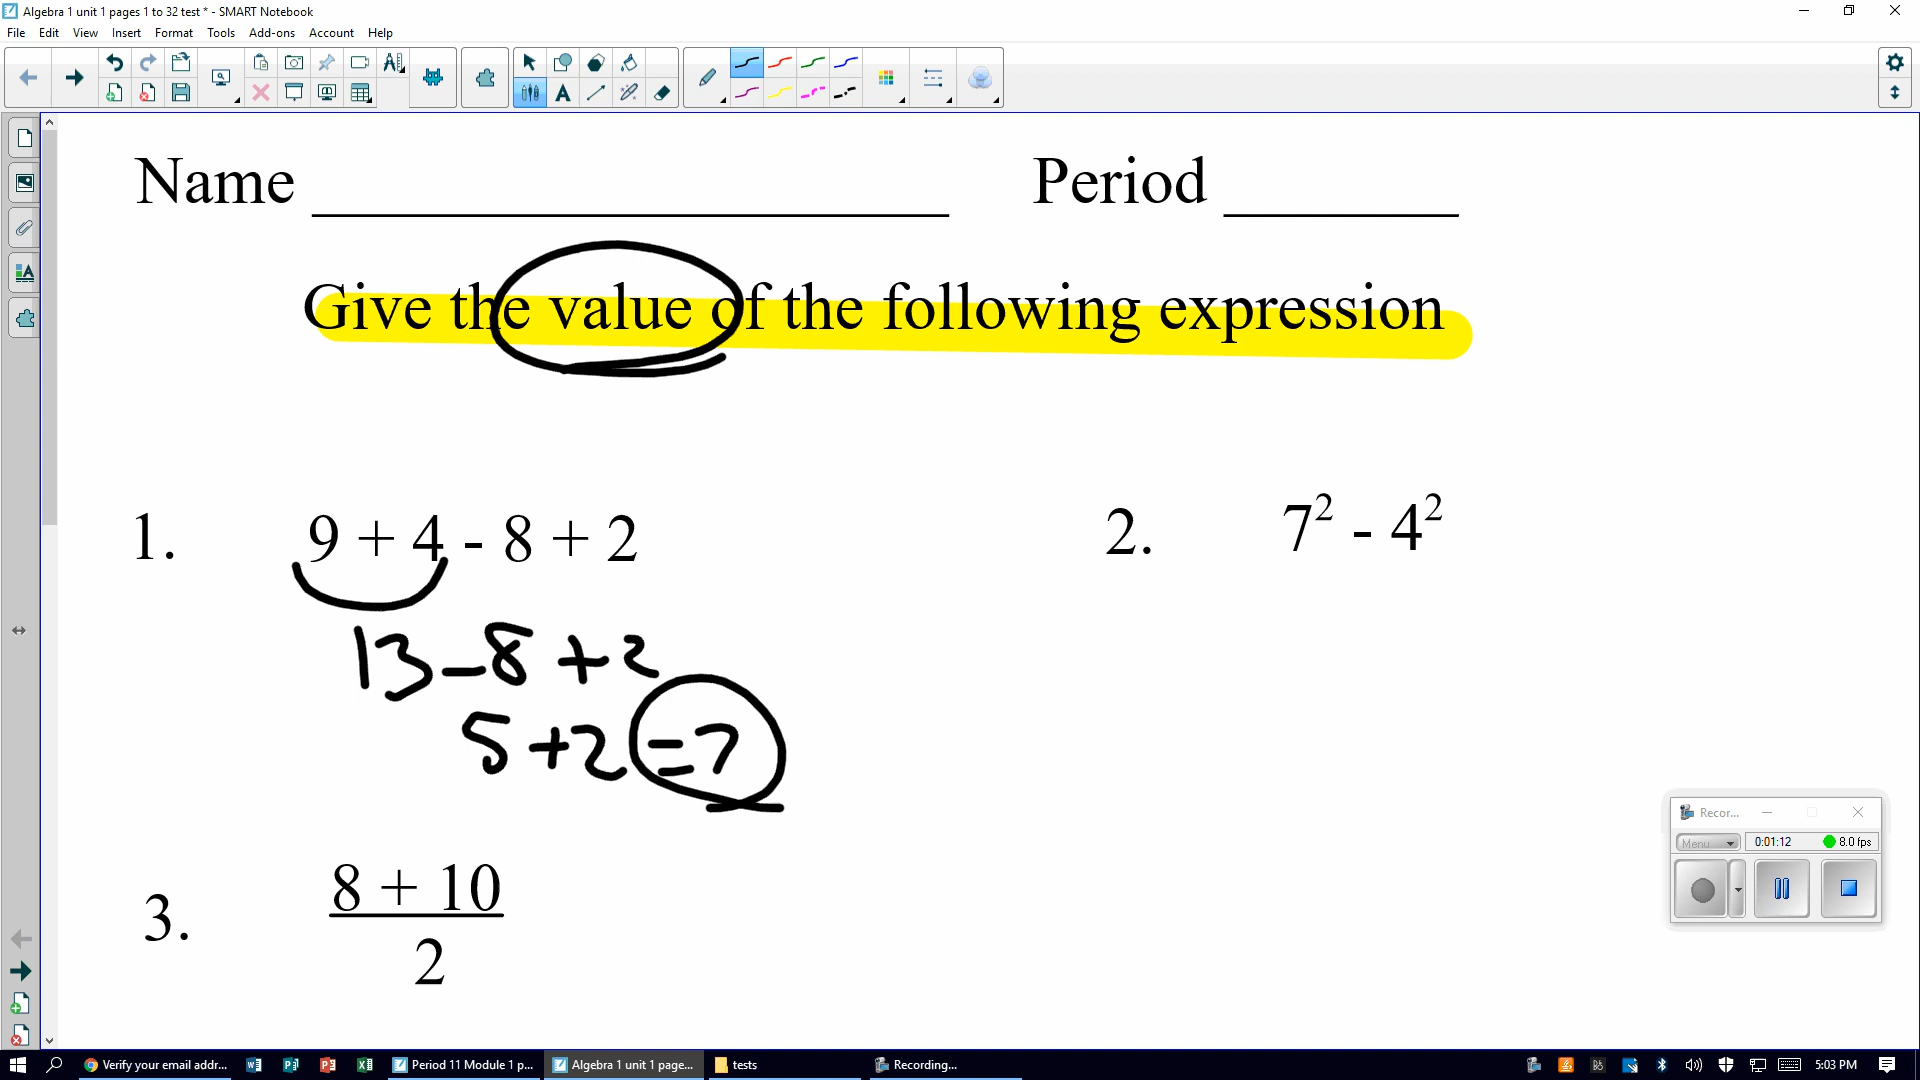 Algebra 1 unit 1 pages 1 to 32 test * - SMART Notebook
File Edit View Insert Format Tools Add-ons Account Help
Name ____________________ Period ________
Give the value of the following expression
1. 9 + 4 - 8 + 2
2. 7² - 4²
13 - 8 + 2
5 + 2 = 7
3. 8 + 10
2
Recor...
Menu 0:01:12 8.0 fps
Verify your email addr... Period 11 Module 1 p... Algebra 1 unit 1 page... tests Recording... 5:03 PM